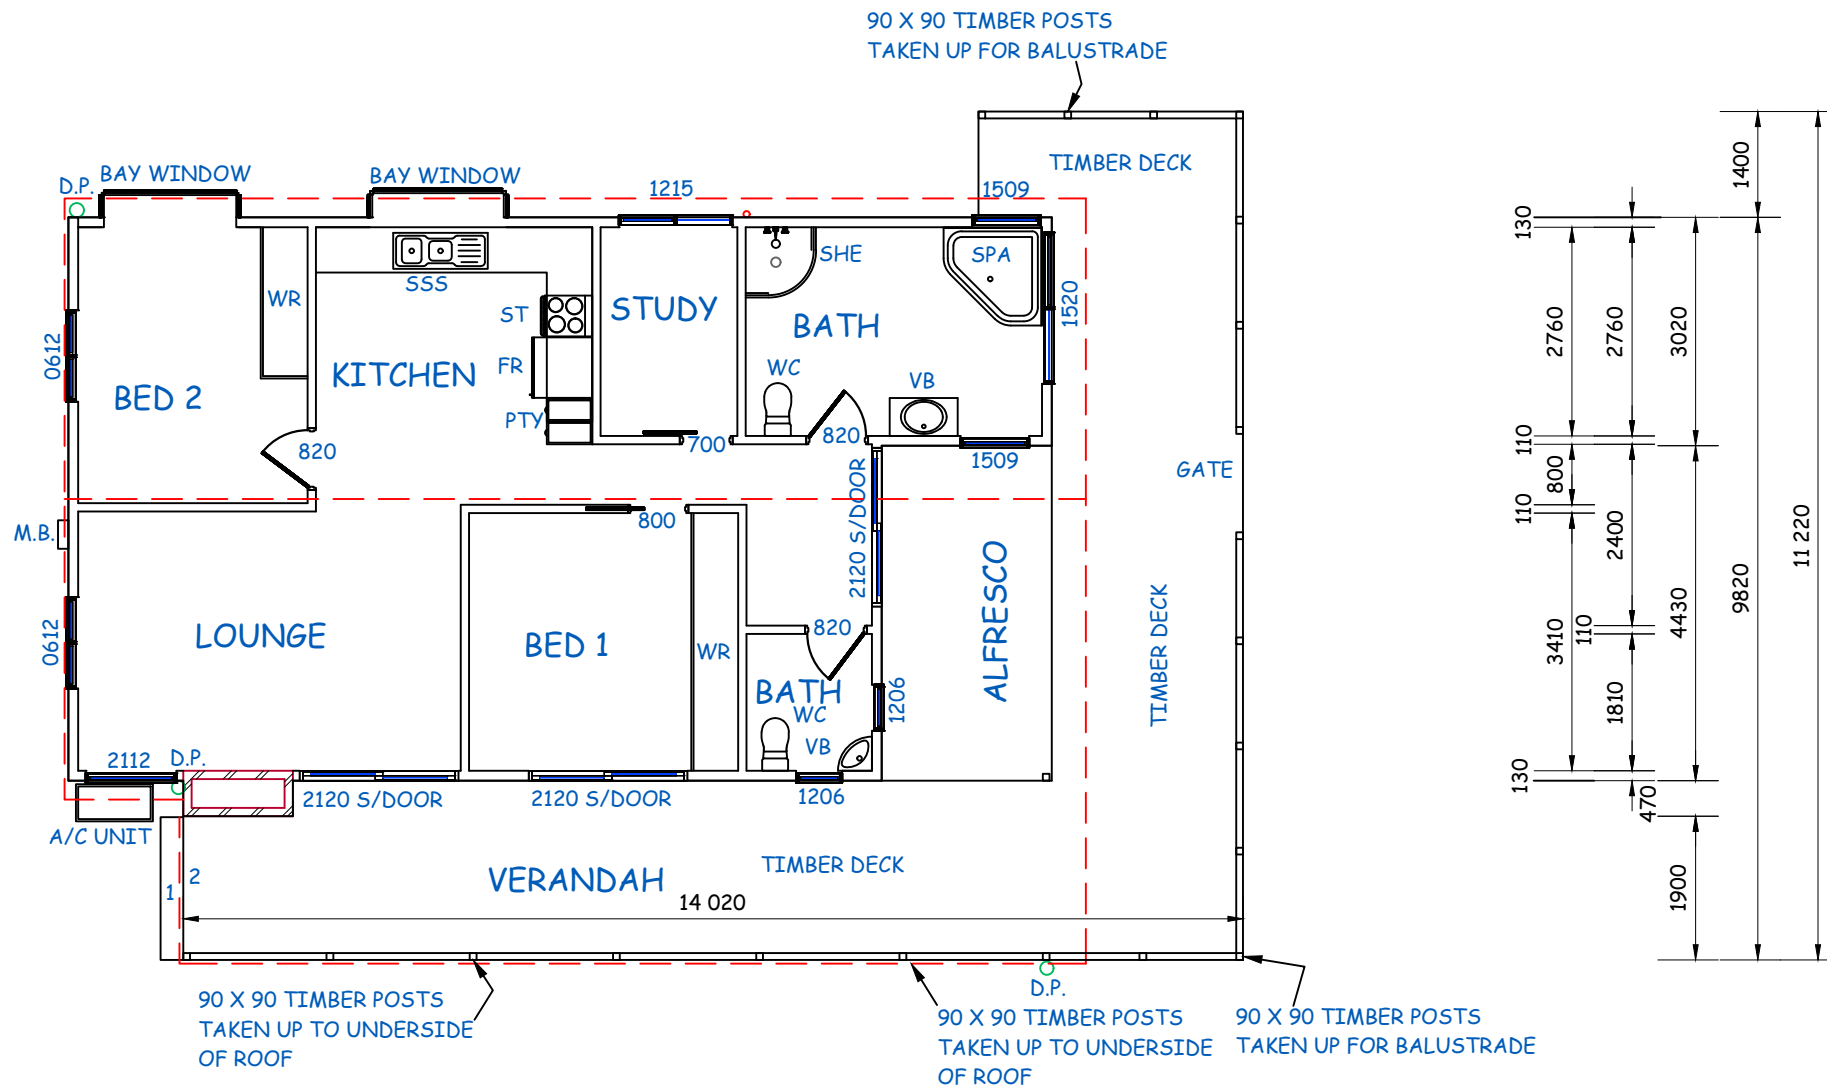 90 X 90 TIMBER POSTS
TAKEN UP FOR BALUSTRADE
TIMBER DECK
BAY WINDOW
BAY WINDOW
D.P.
1215
1509
SHE
SPA
SSS
WR
ST
STUDY
BATH
1520
0612
KITCHEN
FR
WC
VB
BED 2
PTY
820
700
820
1509
GATE
2120 S/DOOR
800
M.B.
ALFRESCO
TIMBER DECK
0612
LOUNGE
BED 1
WR
820
BATH
WC
VB
1206
2112
D.P.
2120 S/DOOR
2120 S/DOOR
1206
A/C UNIT
1
2
VERANDAH
TIMBER DECK
14 020
D.P.
90 X 90 TIMBER POSTS
TAKEN UP TO UNDERSIDE
OF ROOF
90 X 90 TIMBER POSTS
TAKEN UP TO UNDERSIDE
OF ROOF
90 X 90 TIMBER POSTS
TAKEN UP FOR BALUSTRADE
130
2760
110
800
110
3410
130
2760
2400
110
1810
470
3020
4430
1900
1400
9820
11 220